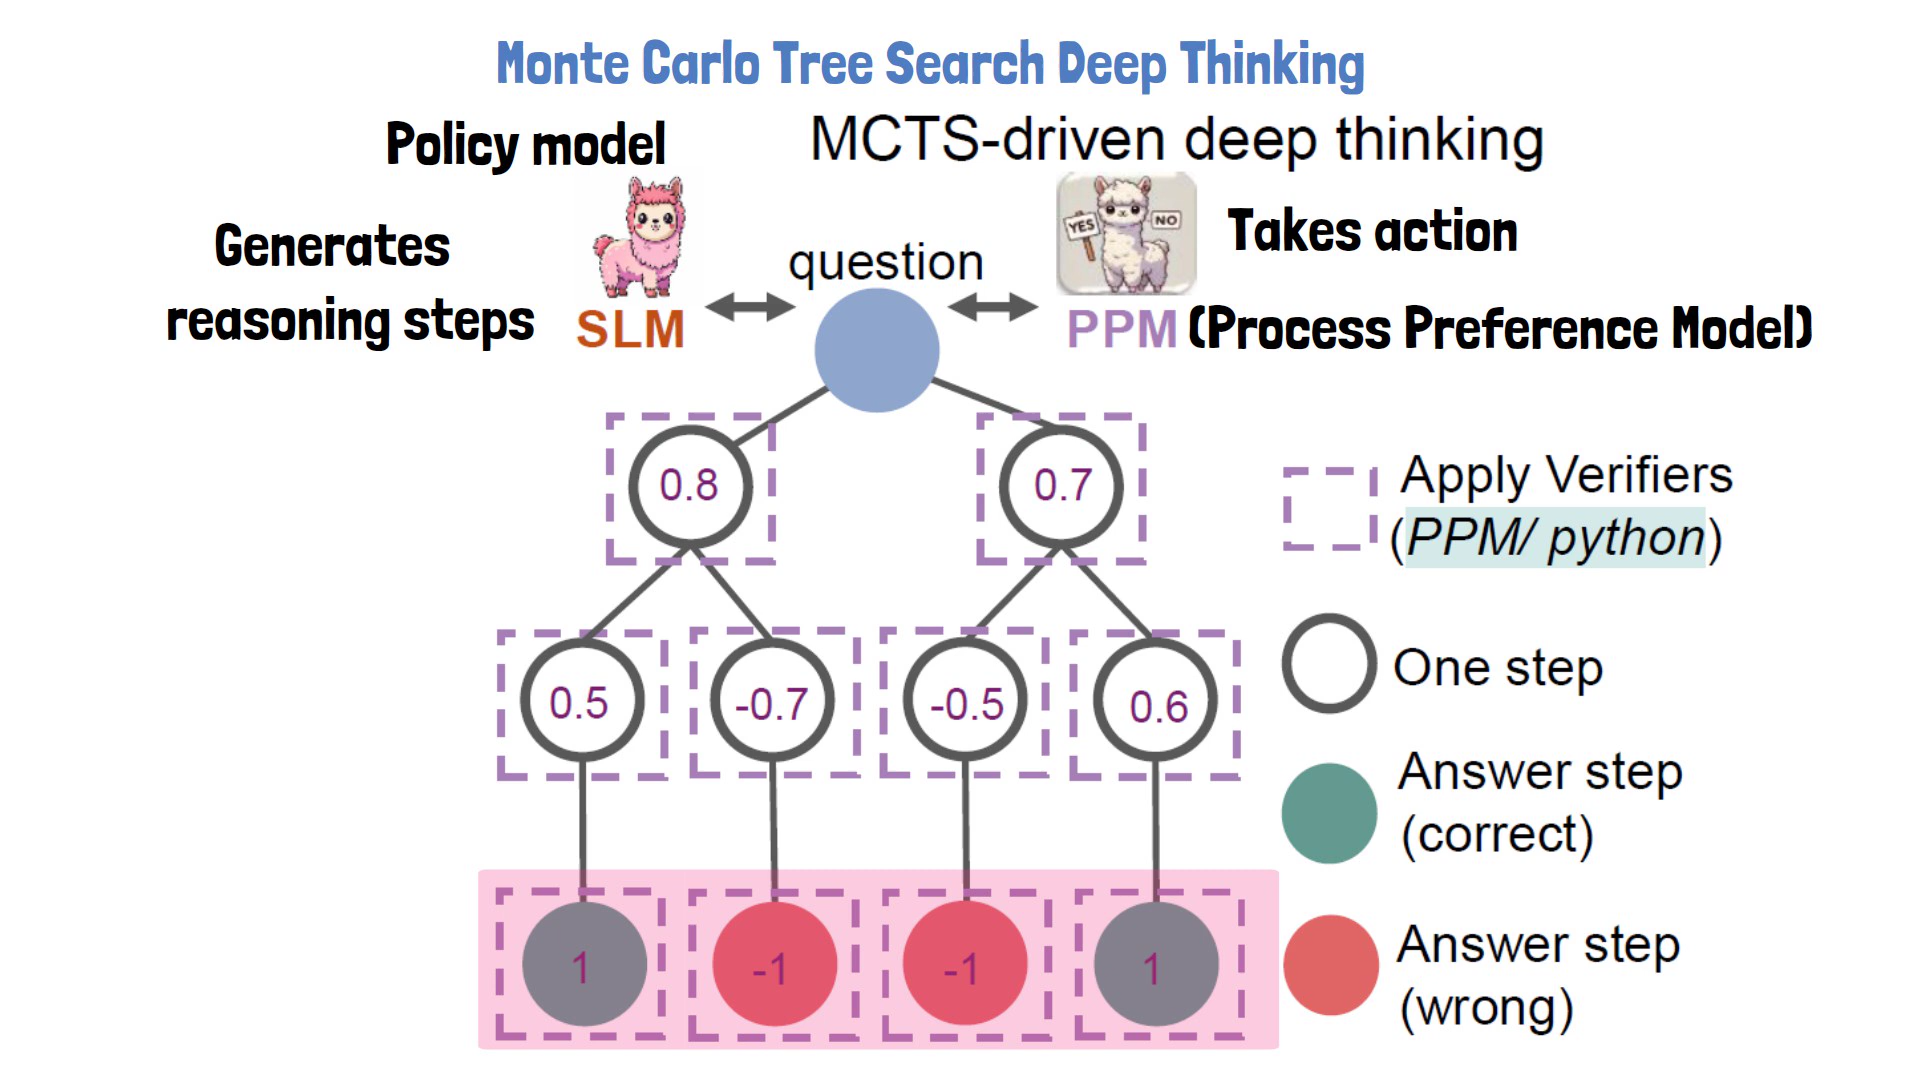 Monte Carlo Tree Search Deep Thinking
Policy model
MCTS-driven deep thinking
Generates
reasoning steps
SLM
question
YES
NO
Takes action
PPM (Process Preference Model)
0.8
0.7
Apply Verifiers
(PPM/ python)
0.5
-0.7
-0.5
0.6
One step
Answer step
(correct)
1
-1
-1
1
Answer step
(wrong)